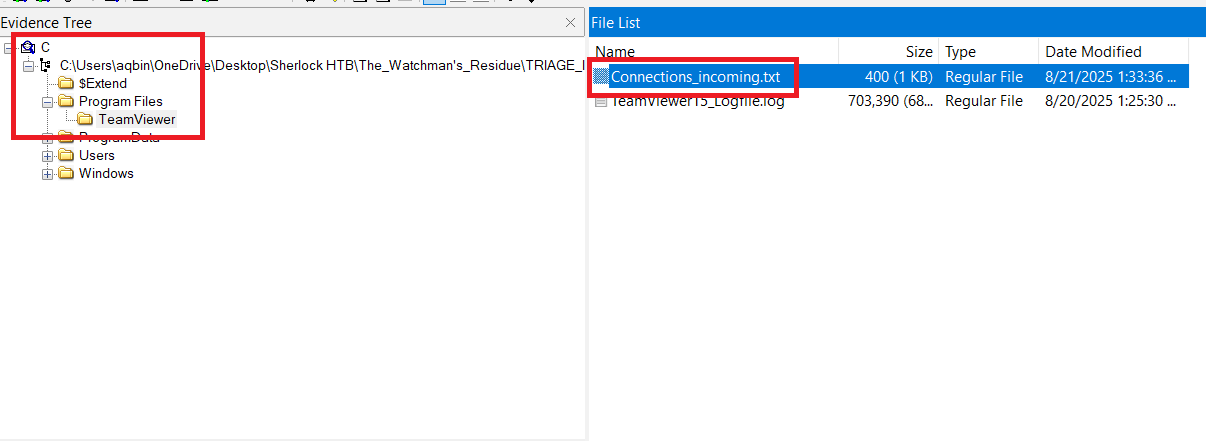 Evidence Tree
C
C:\Users\aqbin\OneDrive\Desktop\Sherlock HTB\The_Watchman's_Residue\TRIAGE_
$Extend
Program Files
TeamViewer
ProgramData
Users
Windows
File List
Name Size Type Date Modified
Connections_incoming.txt 400 (1 KB) Regular File 8/21/2025 1:33:36 ...
TeamViewer15_Logfile.log 703,390 (68... Regular File 8/20/2025 1:25:30 ...